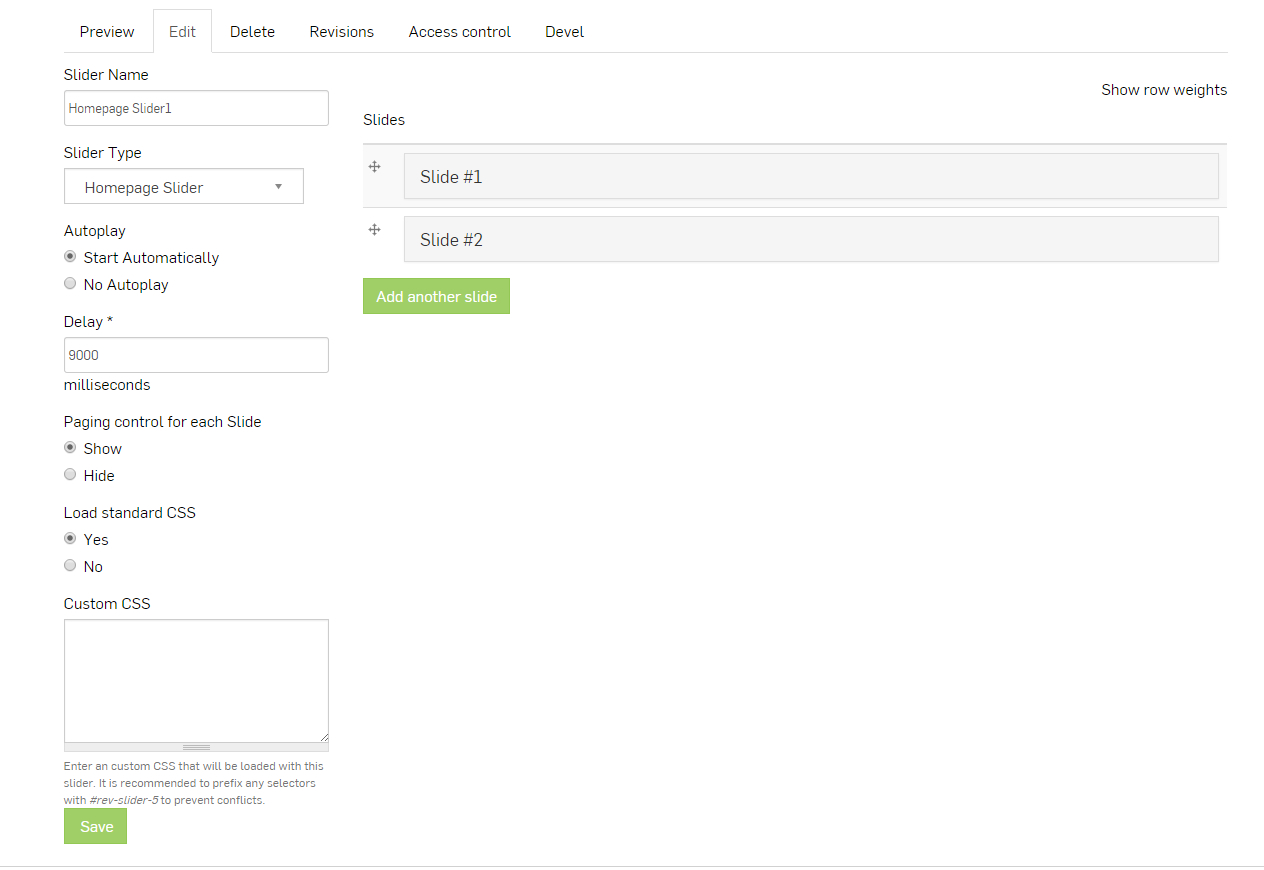 Preview Edit Delete Revisions Access control Devel
Slider Name
Homepage Slider1
Slider Type
Homepage Slider
Autoplay
Start Automatically
No Autoplay
Delay *
9000
milliseconds
Paging control for each Slide
Show
Hide
Load standard CSS
Yes
No
Custom CSS
Enter an custom CSS that will be loaded with this
slider. It is recommended to prefix any selectors
with #rev-slider-5 to prevent conflicts.
Save
Show row weights
Slides
Slide #1
Slide #2
Add another slide